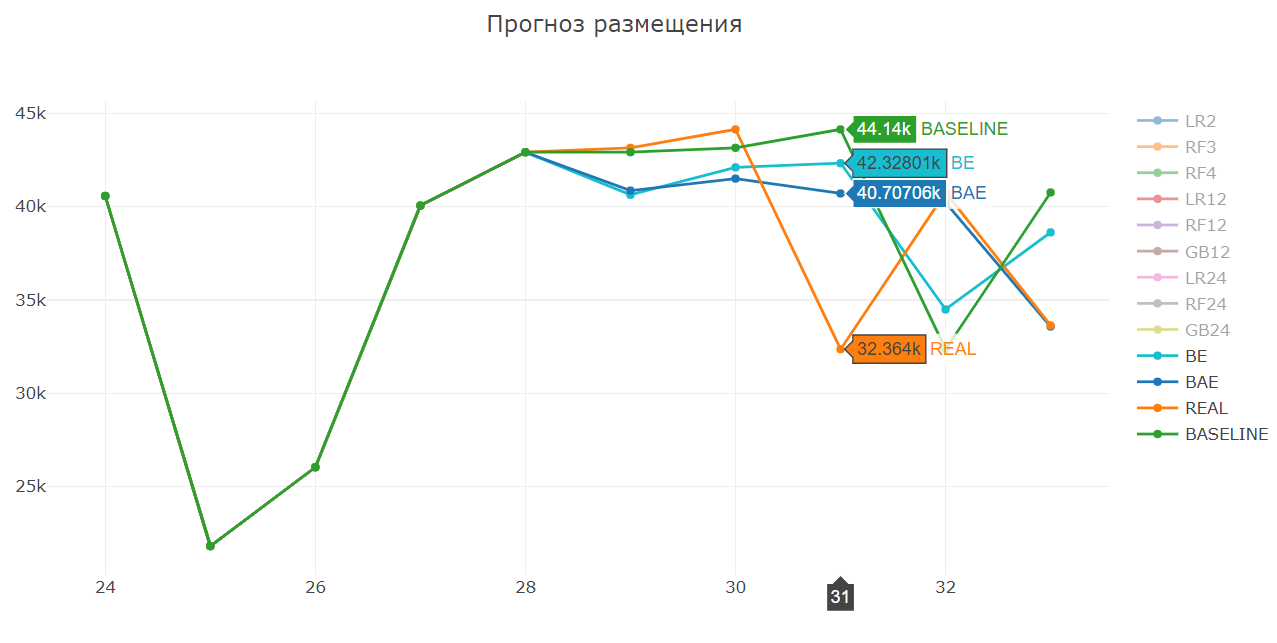 Прогноз размещения
45k
40k
35k
30k
25k
44.14k BASELINE
42.32801k BE
40.70706k BAE
32.364k REAL
24 26 28 30 31 32
LR2
RF3
RF4
LR12
RF12
GB12
LR24
RF24
GB24
BE
BAE
REAL
BASELINE